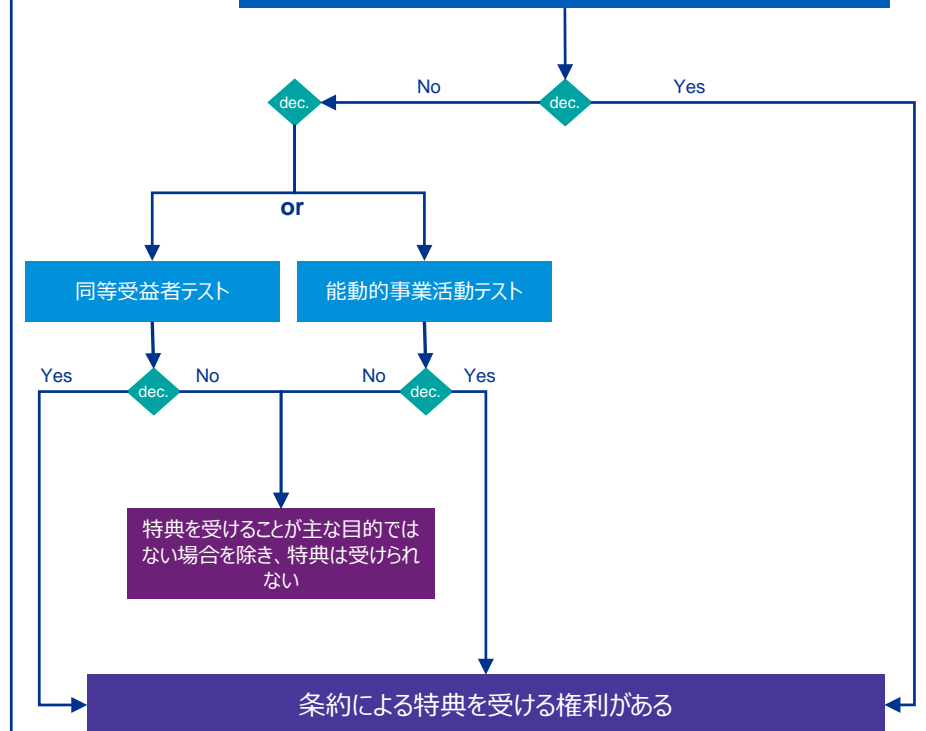 No
Yes
dec.
dec.
or
同等受益者テスト
能動的事業活動テスト
Yes
No
No
Yes
dec.
dec.
特典を受けることが主な目的では
ない場合を除き、特典は受けられ
ない
条約による特典を受ける権利がある